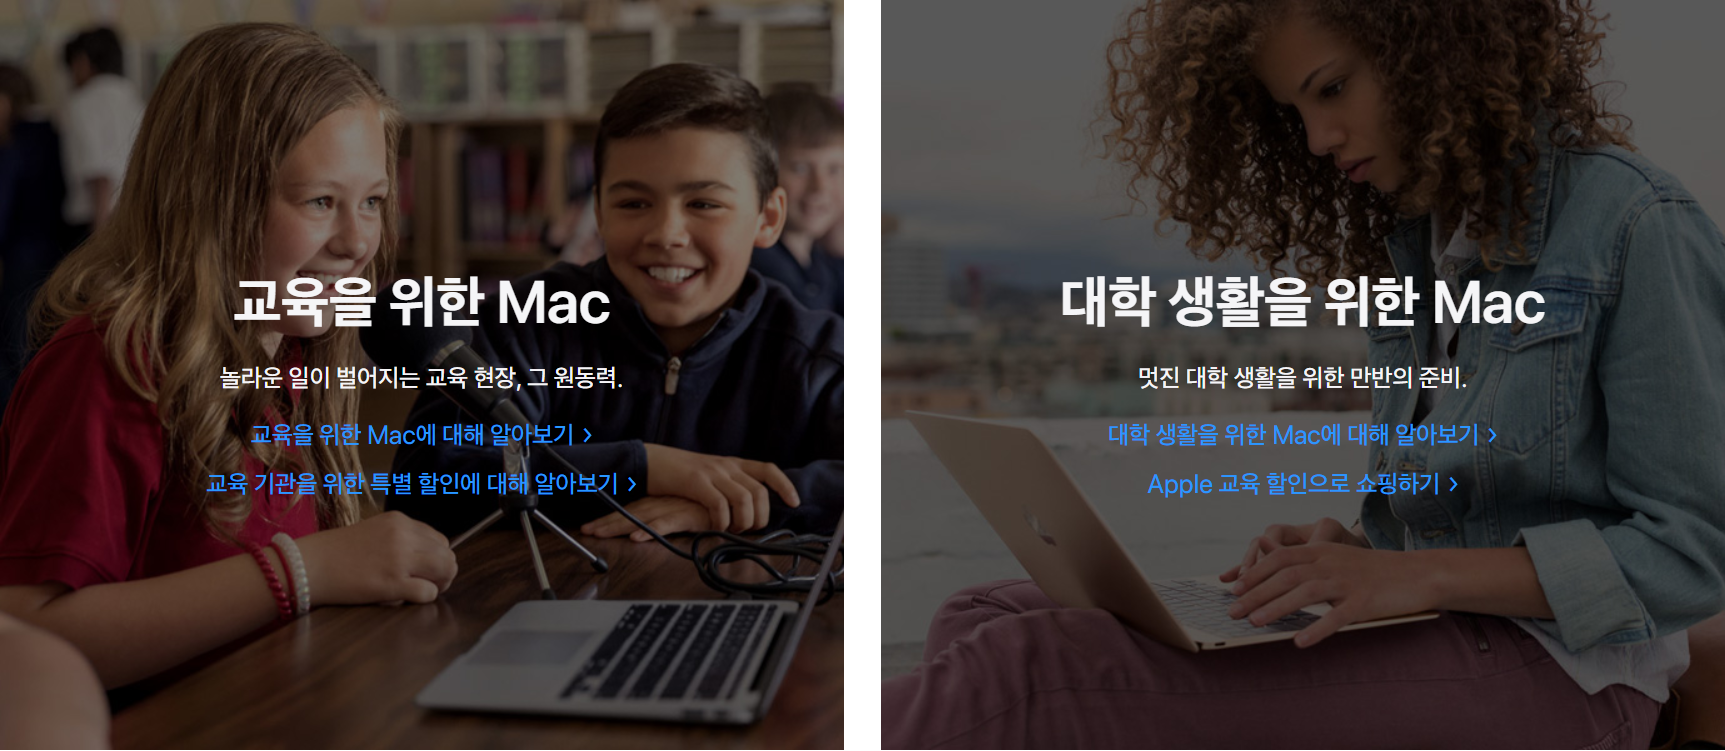 교육을 위한 Mac
놀라운 일이 벌어지는 교육 현장, 그 원동력.
교육을 위한 Mac에 대해 알아보기 >
교육 기관을 위한 특별 할인에 대해 알아보기 >
대학 생활을 위한 Mac
멋진 대학 생활을 위한 만반의 준비.
대학 생활을 위한 Mac에 대해 알아보기 >
Apple 교육 할인으로 쇼핑하기 >